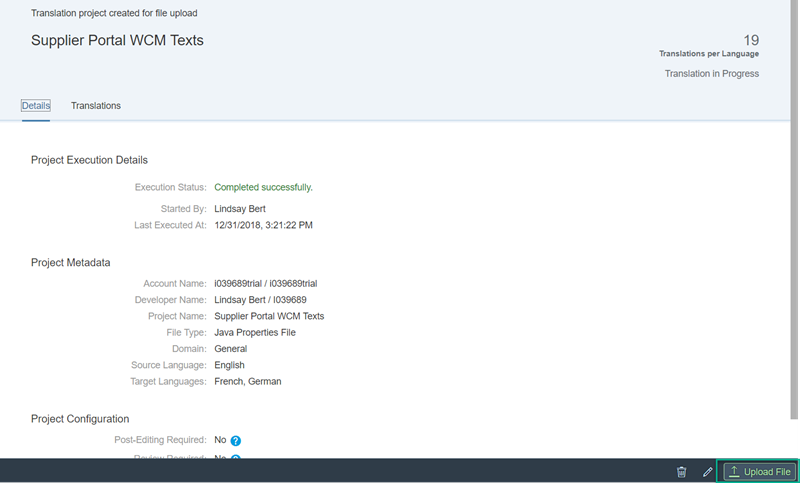 Translation project created for file upload
Supplier Portal WCM Texts
19
Translations per Language
Translation in Progress
Details Translations
Project Execution Details
Execution Status: Completed successfully.
Started By: Lindsay Bert
Last Executed At: 12/31/2018, 3:21:22 PM
Project Metadata
Account Name: i039689trial / i039689trial
Developer Name: Lindsay Bert / I039689
Project Name: Supplier Portal WCM Texts
File Type: Java Properties File
Domain: General
Source Language: English
Target Languages: French, German
Project Configuration
Post-Editing Required: No ?
Review Required: No
Upload File